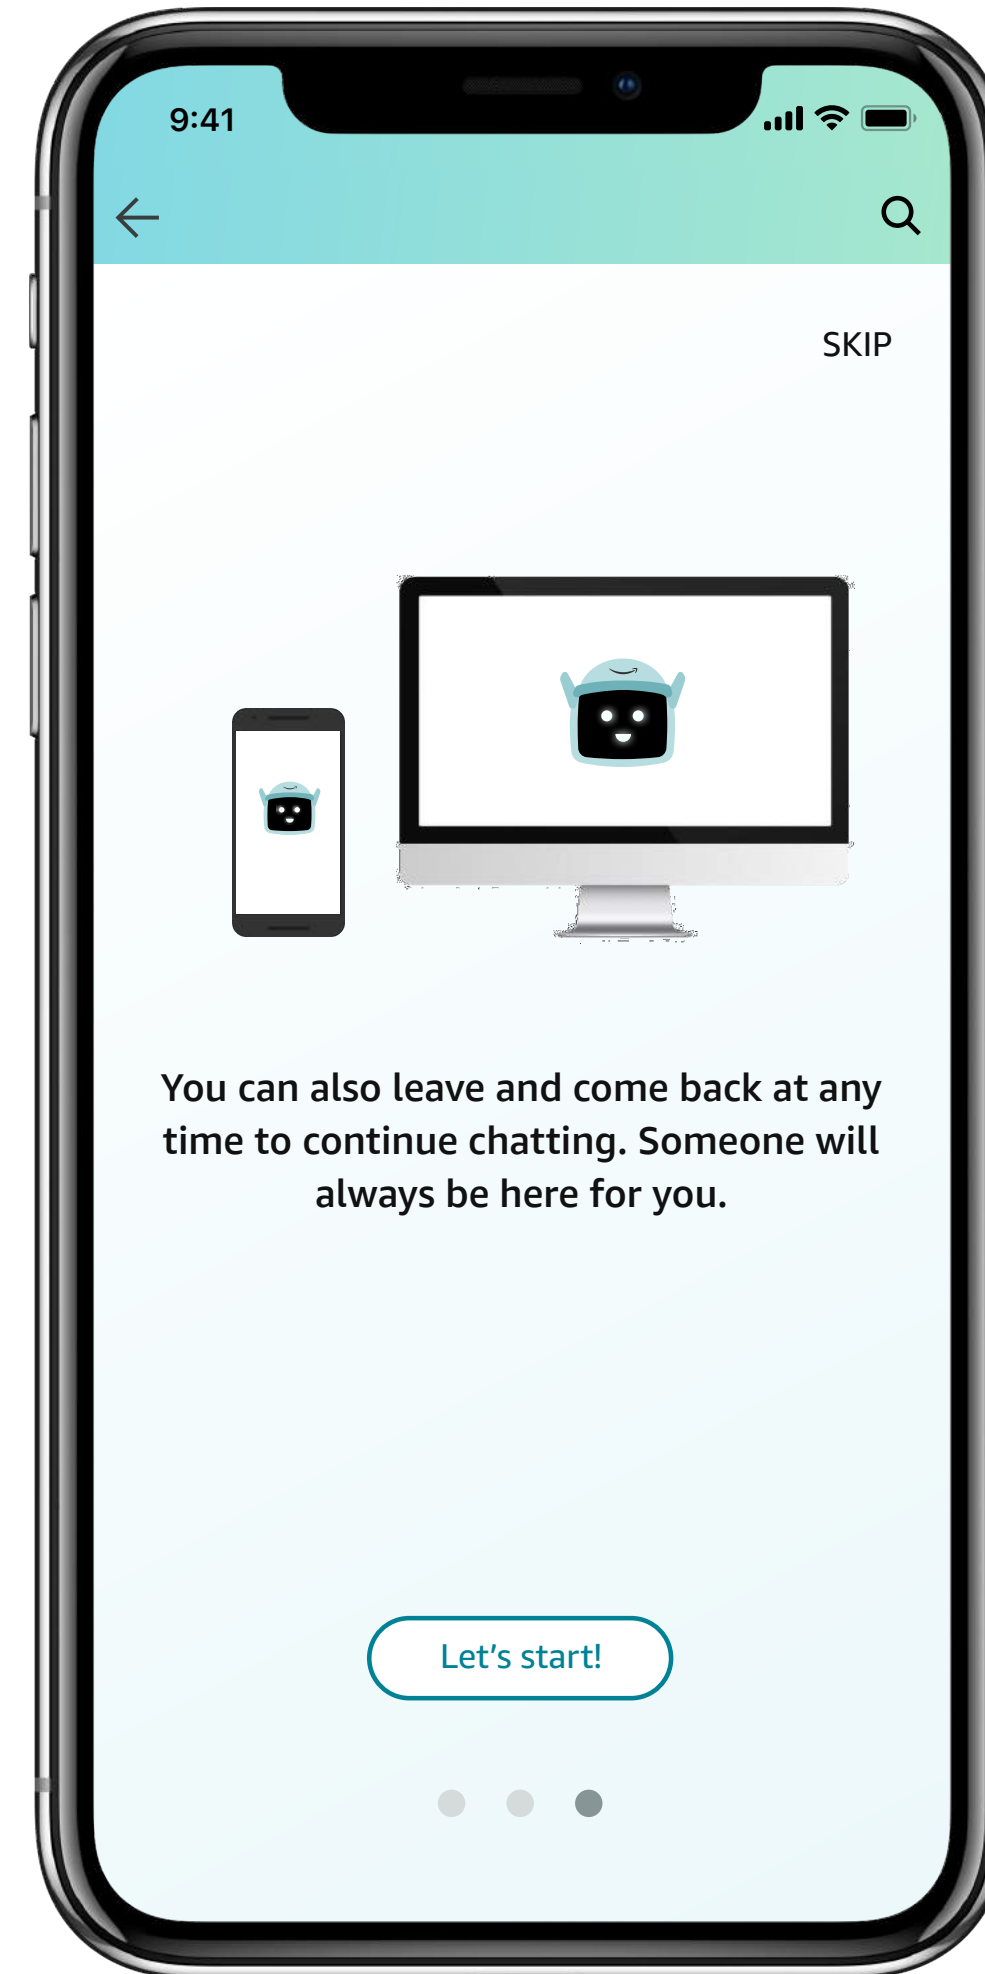 9:41
SKIP
You can also leave and come back at any
time to continue chatting. Someone will
always be here for you.
Let’s start!